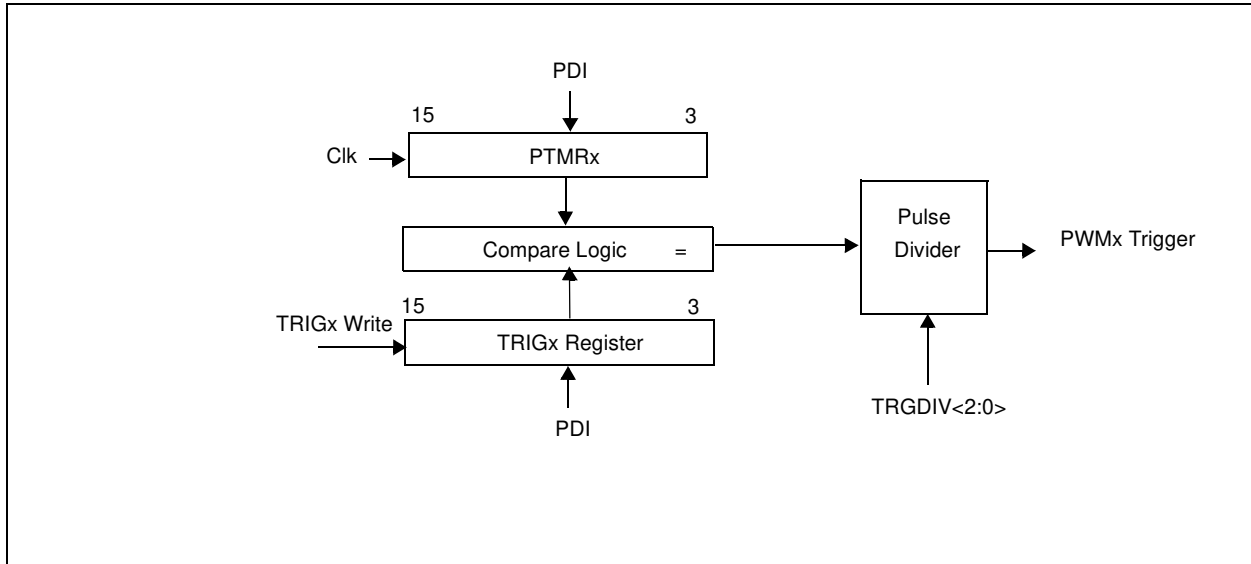 PDI
15 3
Clk
PTMRx
Compare Logic =
15 3
TRIGx Write
TRIGx Register
PDI
Pulse
Divider
PWMx Trigger
TRGDIV<2:0>